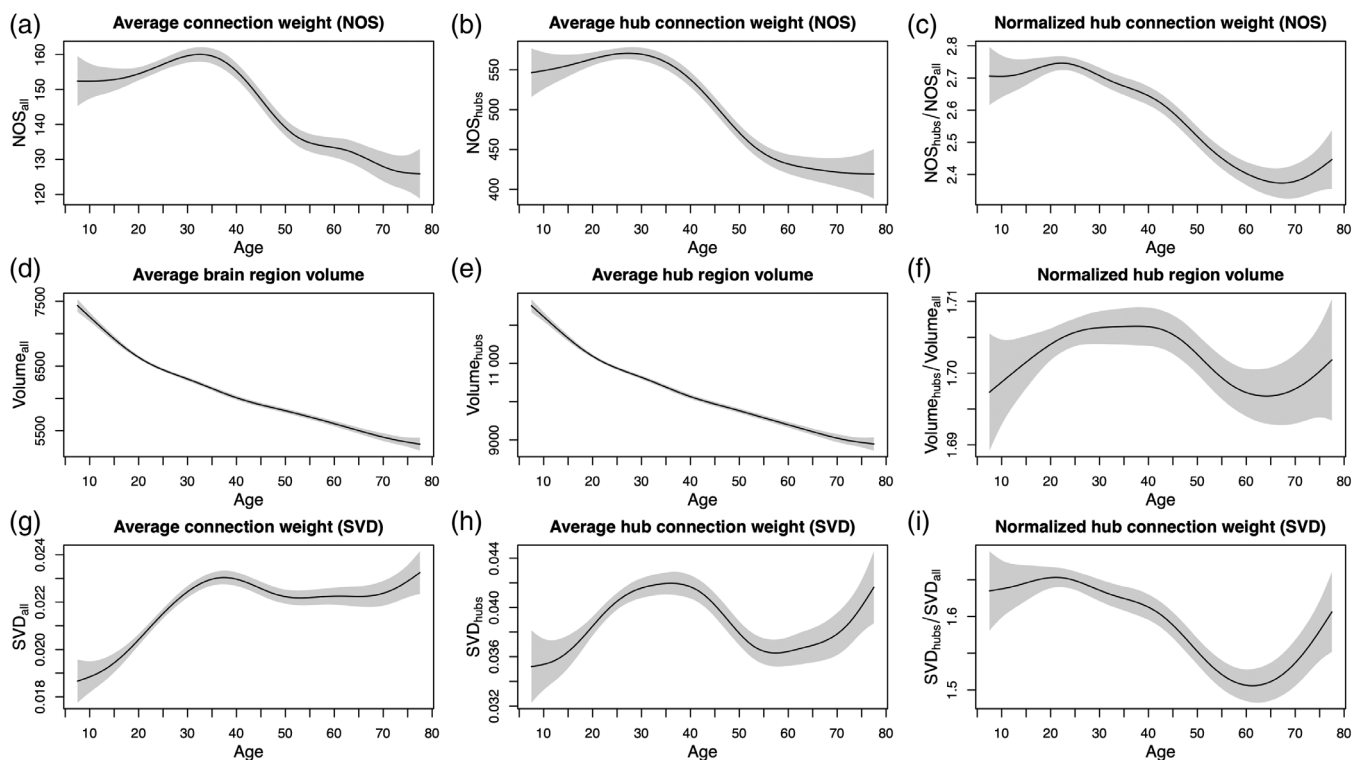 (a) Average connection weight (NOS)
NOSall
120 130 140 150 160
10 20 30 40 50 60 70 80
Age
(b) Average hub connection weight (NOS)
NOShubs
400 450 500 550
10 20 30 40 50 60 70 80
Age
(c) Normalized hub connection weight (NOS)
NOShubs/NOSall
2.4 2.5 2.6 2.7 2.8
10 20 30 40 50 60 70 80
Age
(d) Average brain region volume
Volumeall
5500 6500 7500
10 20 30 40 50 60 70 80
Age
(e) Average hub region volume
Volumehubs
9000 11 000
10 20 30 40 50 60 70 80
Age
(f) Normalized hub region volume
Volumehubs/Volumeall
1.69 1.70 1.71
10 20 30 40 50 60 70 80
Age
(g) Average connection weight (SVD)
SVDall
0.018 0.020 0.022 0.024
10 20 30 40 50 60 70 80
Age
(h) Average hub connection weight (SVD)
SVDhubs
0.032 0.036 0.040 0.044
10 20 30 40 50 60 70 80
Age
(i) Normalized hub connection weight (SVD)
SVDhubs/SVDall
1.5 1.6
10 20 30 40 50 60 70 80
Age